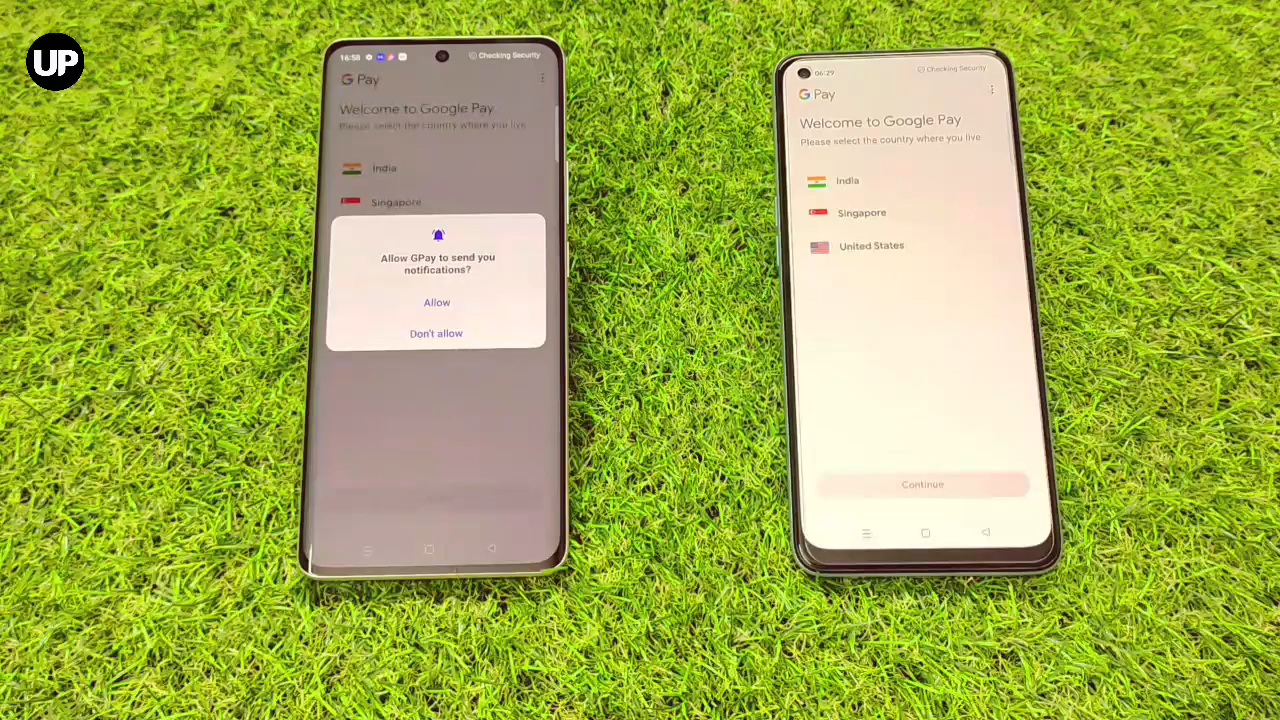 UP
16:58
Checking Security
G Pay
Welcome to Google Pay
Please select the country where you live
India
Singapore
Allow GPay to send you
notifications?
Allow
Don't allow
06:29
Checking Security
G Pay
Welcome to Google Pay
Please select the country where you live
India
Singapore
United States
Continue